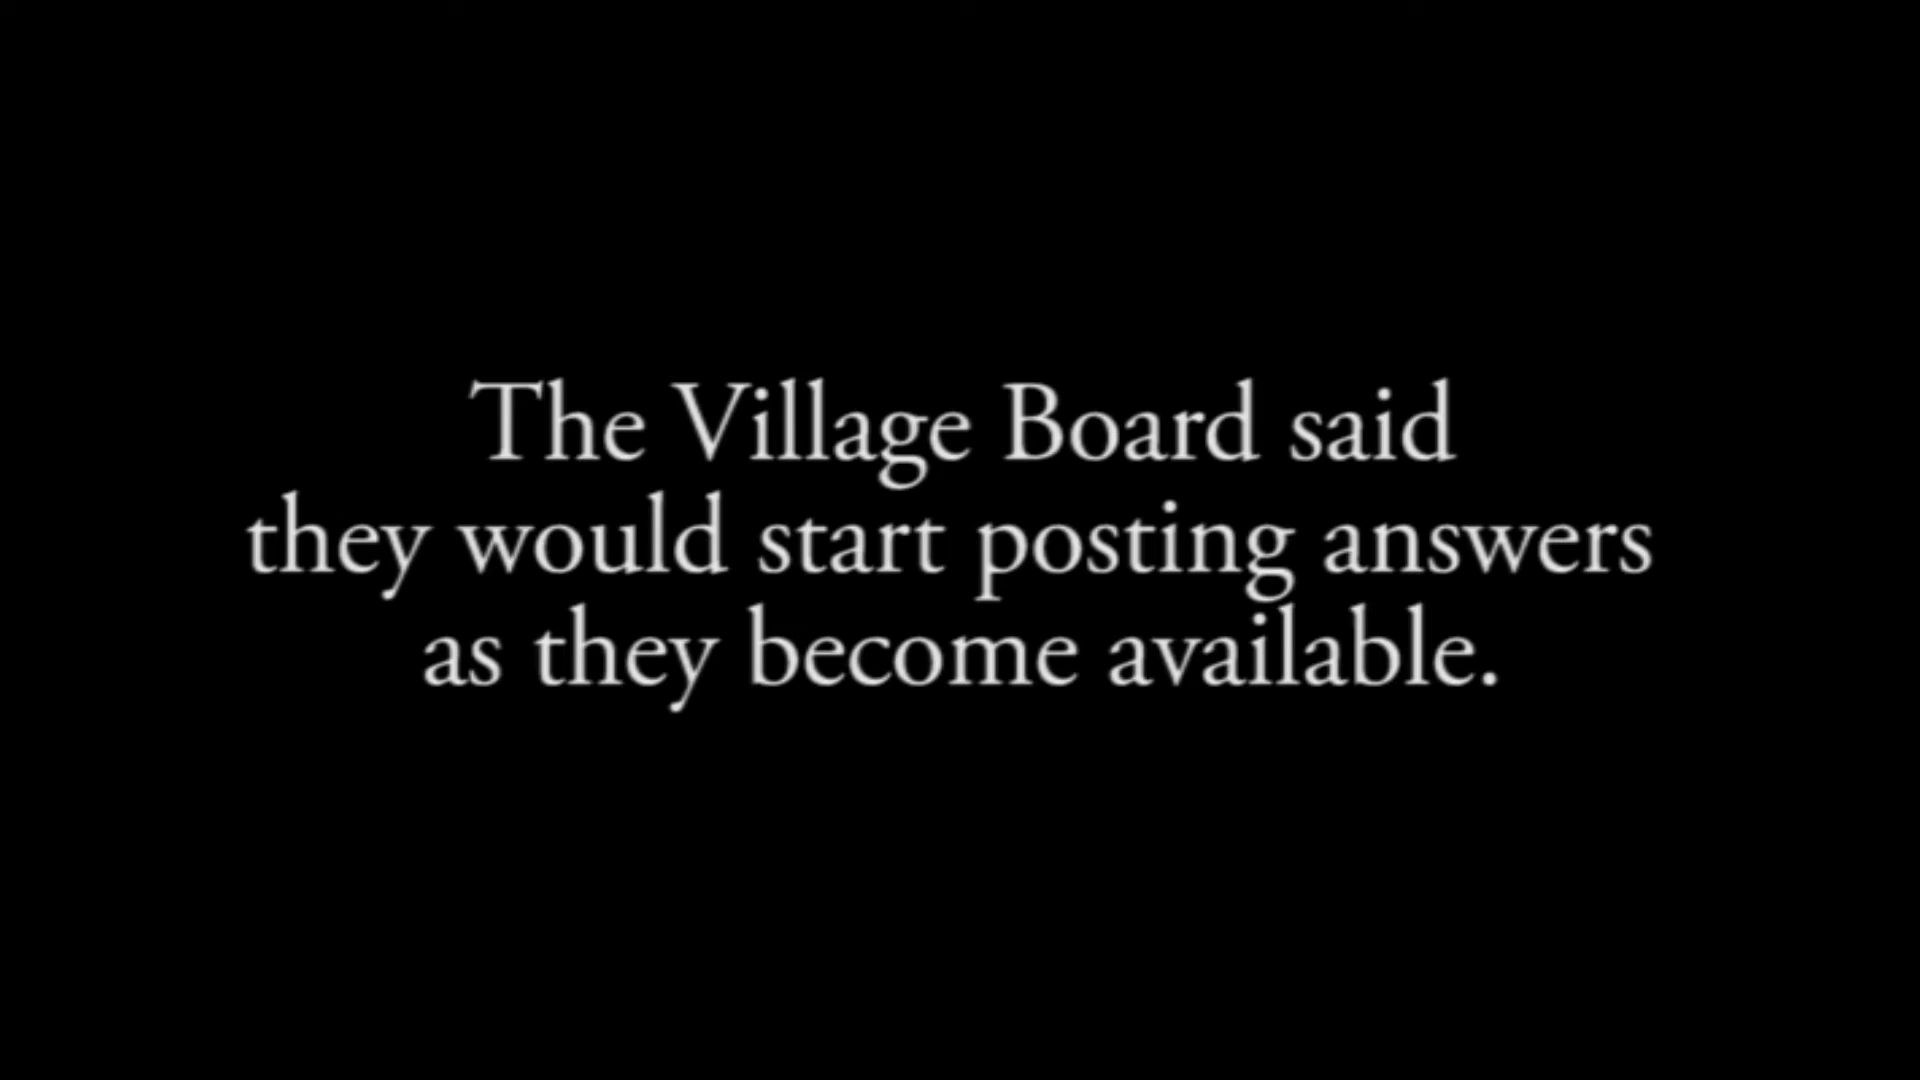 The Village Board said
they would start posting answers
as they become available.